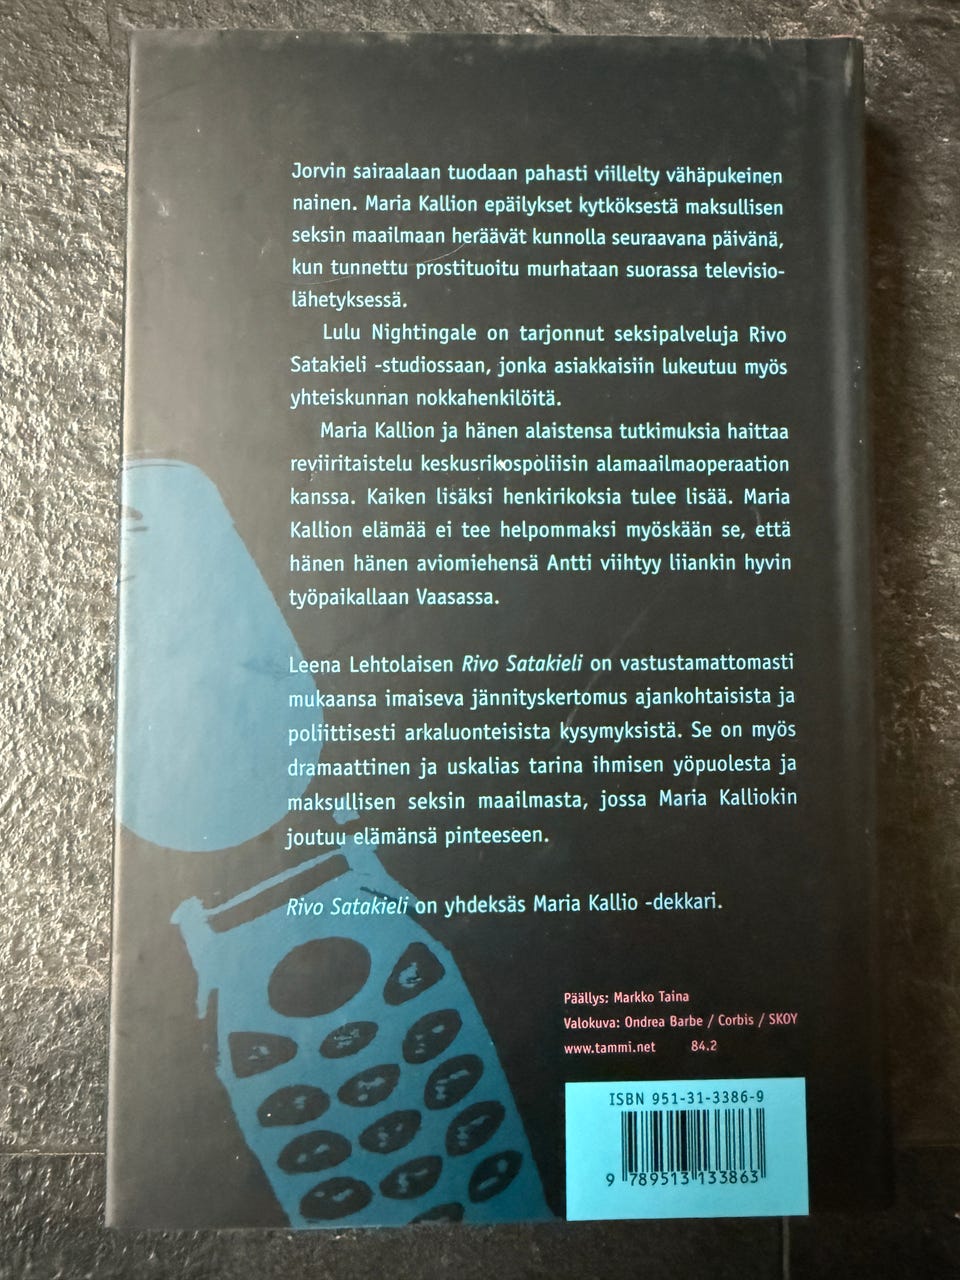 Jorvin sairaalaan tuodaan pahasti viillelty vähäpukeinen
nainen. Maria Kallion epäilykset kytköksestä maksullisen
seksin maailmaan heräävät kunnolla seuraavana päivänä,
kun tunnettu prostituoitu murhataan suorassa televisio-
lähetyksessä.
Lulu Nightingale on tarjonnut seksipalveluja Rivo
Satakieli -studiossaan, jonka asiakkaisiin lukeutuu myös
yhteiskunnan nokkahenkilöitä.
Maria Kallion ja hänen alaistensa tutkimuksia haittaa
reviiritaistelu keskusrikospoliisin alamaailmaoperaation
kanssa. Kaiken lisäksi henkirikoksia tulee lisää. Maria
Kallion elämää ei tee helpommaksi myöskään se, että
hänen hänen aviomiehensä Antti viihtyy liiankin hyvin
työpaikallaan Vaasassa.
Leena Lehtolaisen Rivo Satakieli on vastustamattomasti
mukaansa imaiseva jännityskertomus ajankohtaisista ja
poliittisesti arkaluonteisista kysymyksistä. Se on myös
dramaattinen ja uskalias tarina ihmisen yöpuolesta ja
maksullisen seksin maailmasta, jossa Maria Kalliokin
joutuu elämänsä pinteeseen.
Rivo Satakieli on yhdeksäs Maria Kallio -dekkari.
Päällys: Markko Taina
Valokuva: Ondrea Barbe / Corbis / SKOY
www.tammi.net 84.2
ISBN 951-31-3386-9
9 789513 133863